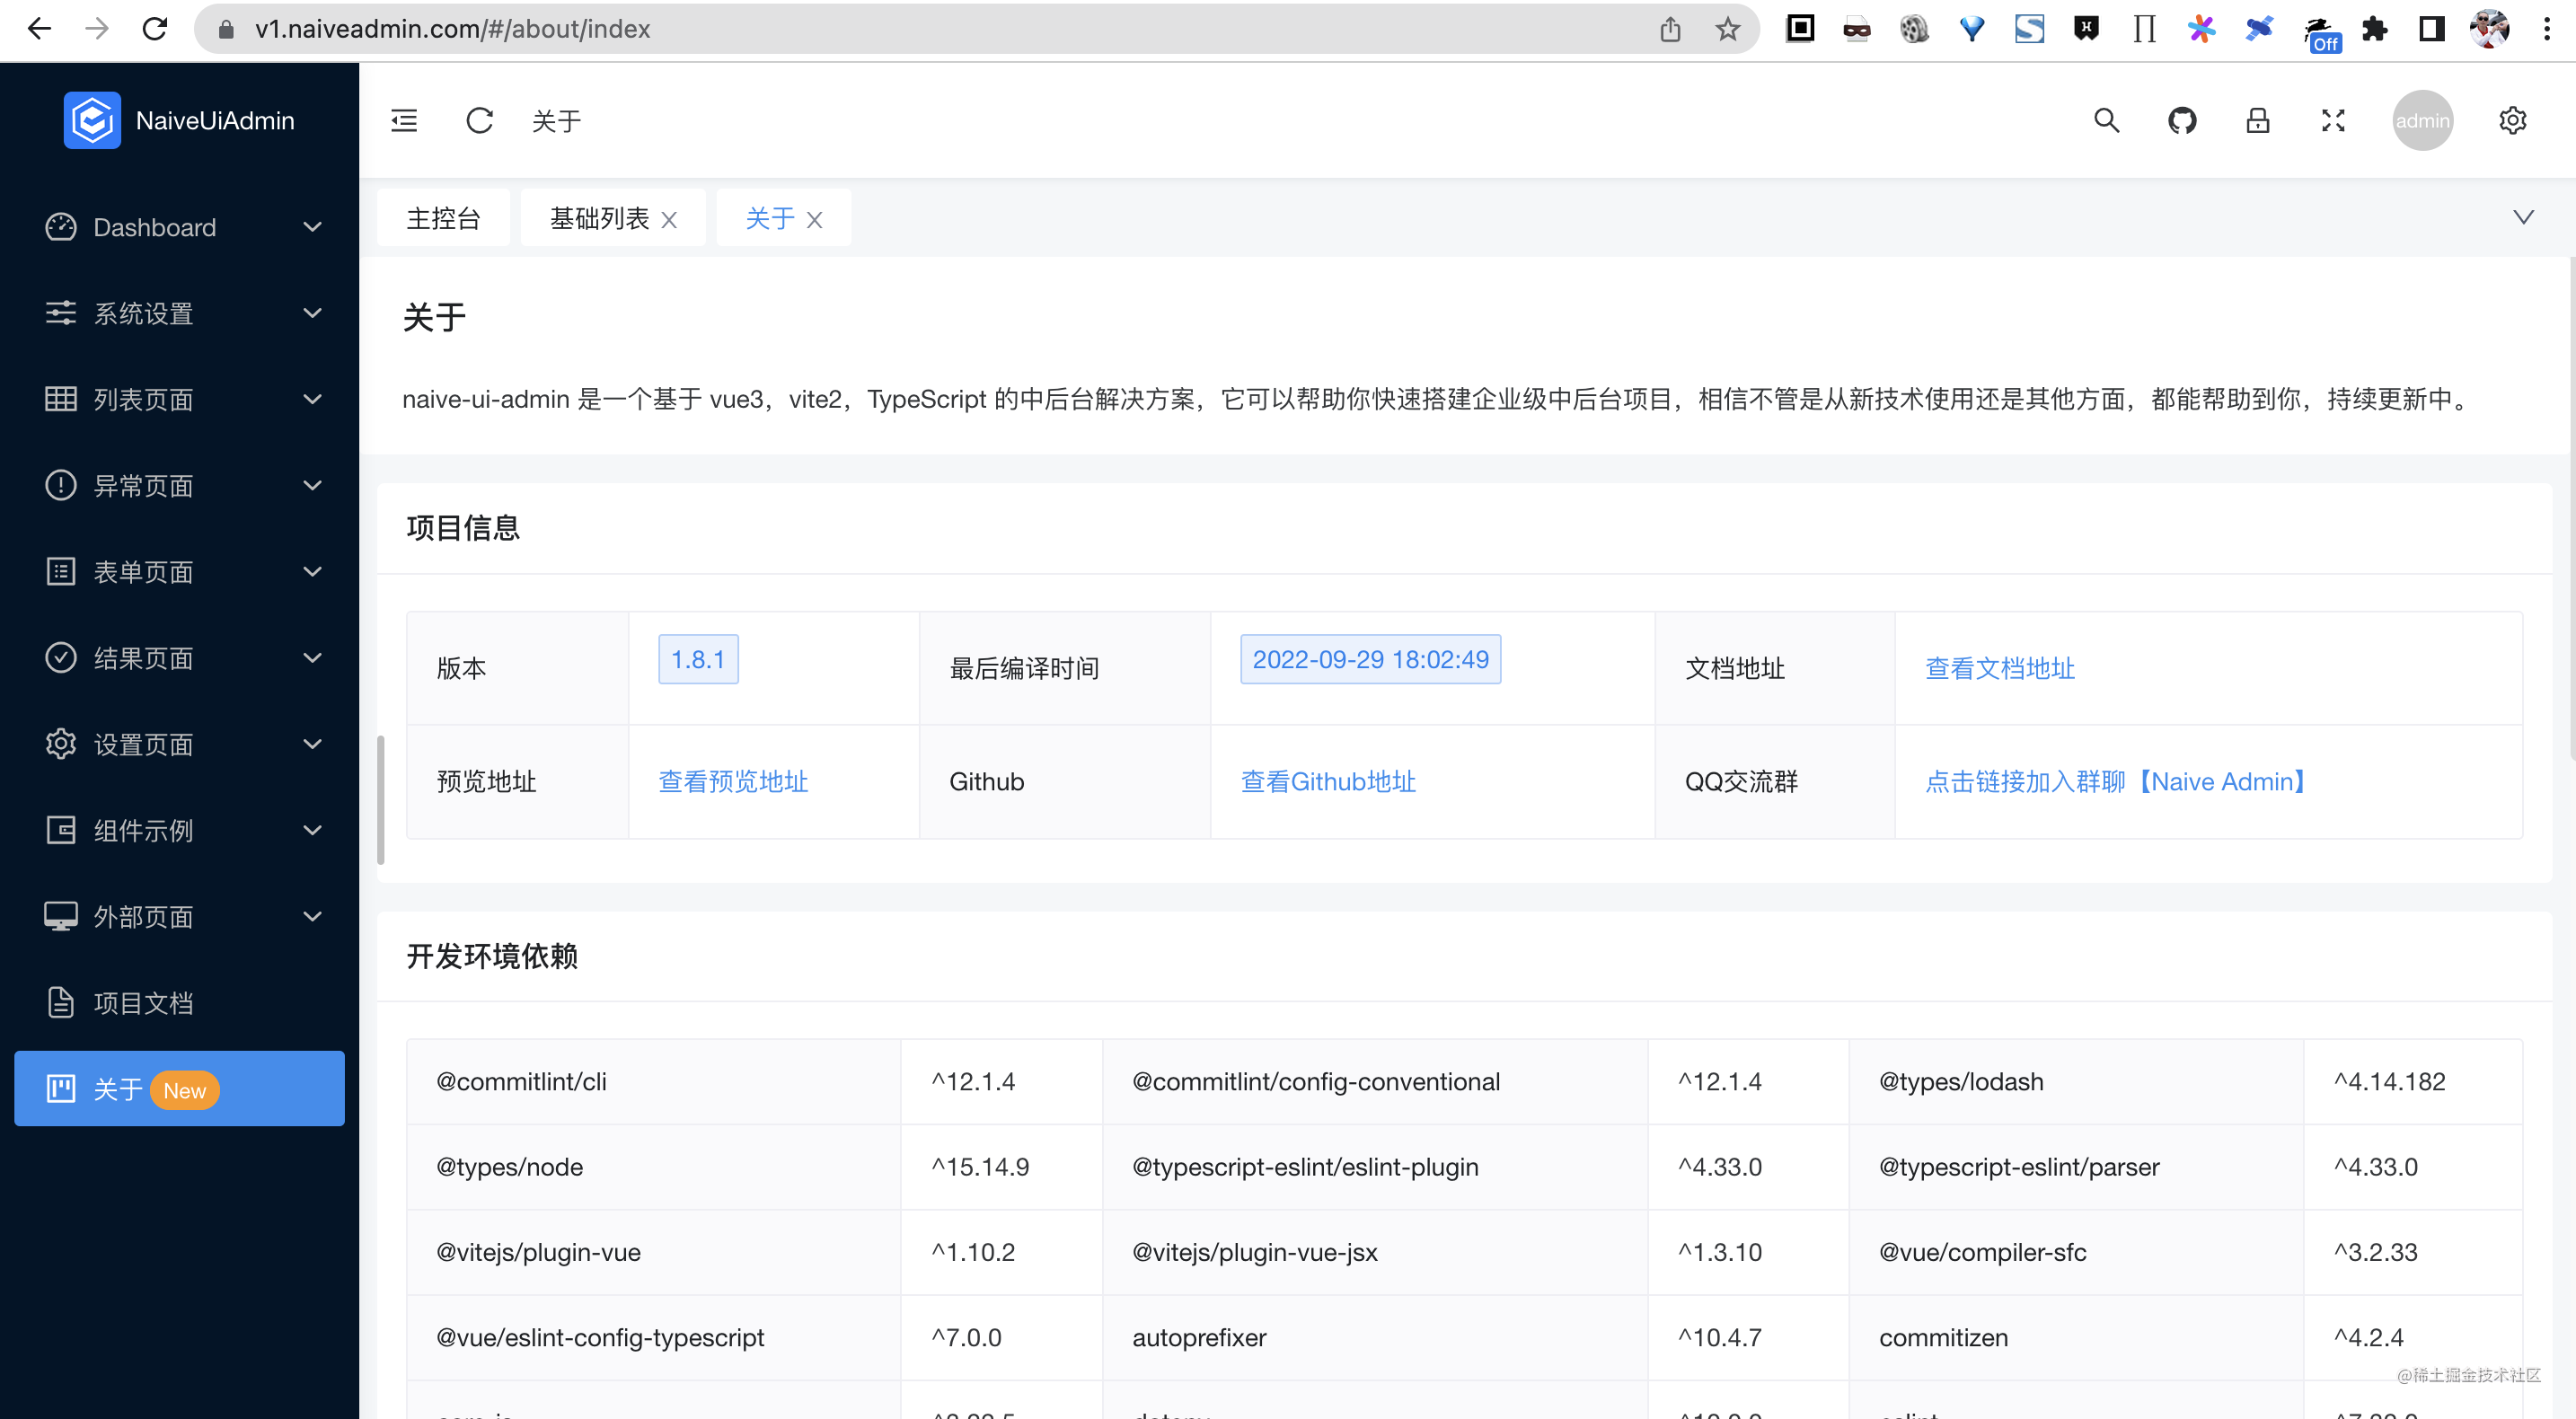 v1.naiveadmin.com/#/about/index
Off
NaiveUiAdmin
关于
admin
Dashboard
系统设置
列表页面
异常页面
表单页面
结果页面
设置页面
组件示例
外部页面
项目文档
关于 New
主控台 基础列表 X 关于 X
关于
naive-ui-admin 是一个基于 vue3，vite2，TypeScript 的中后台解决方案，它可以帮助你快速搭建企业级中后台项目，相信不管是从新技术使用还是其他方面，都能帮助到你，持续更新中。
项目信息
版本 1.8.1 最后编译时间 2022-09-29 18:02:49 文档地址 查看文档地址
预览地址 查看预览地址 Github 查看Github地址 QQ交流群 点击链接加入群聊【Naive Admin】
开发环境依赖
@commitlint/cli ^12.1.4 @commitlint/config-conventional ^12.1.4 @types/lodash ^4.14.182
@types/node ^15.14.9 @typescript-eslint/eslint-plugin ^4.33.0 @typescript-eslint/parser ^4.33.0
@vitejs/plugin-vue ^1.10.2 @vitejs/plugin-vue-jsx ^1.3.10 @vue/compiler-sfc ^3.2.33
@vue/eslint-config-typescript ^7.0.0 autoprefixer ^10.4.7 commitizen ^4.2.4
@稀土掘金技术社区